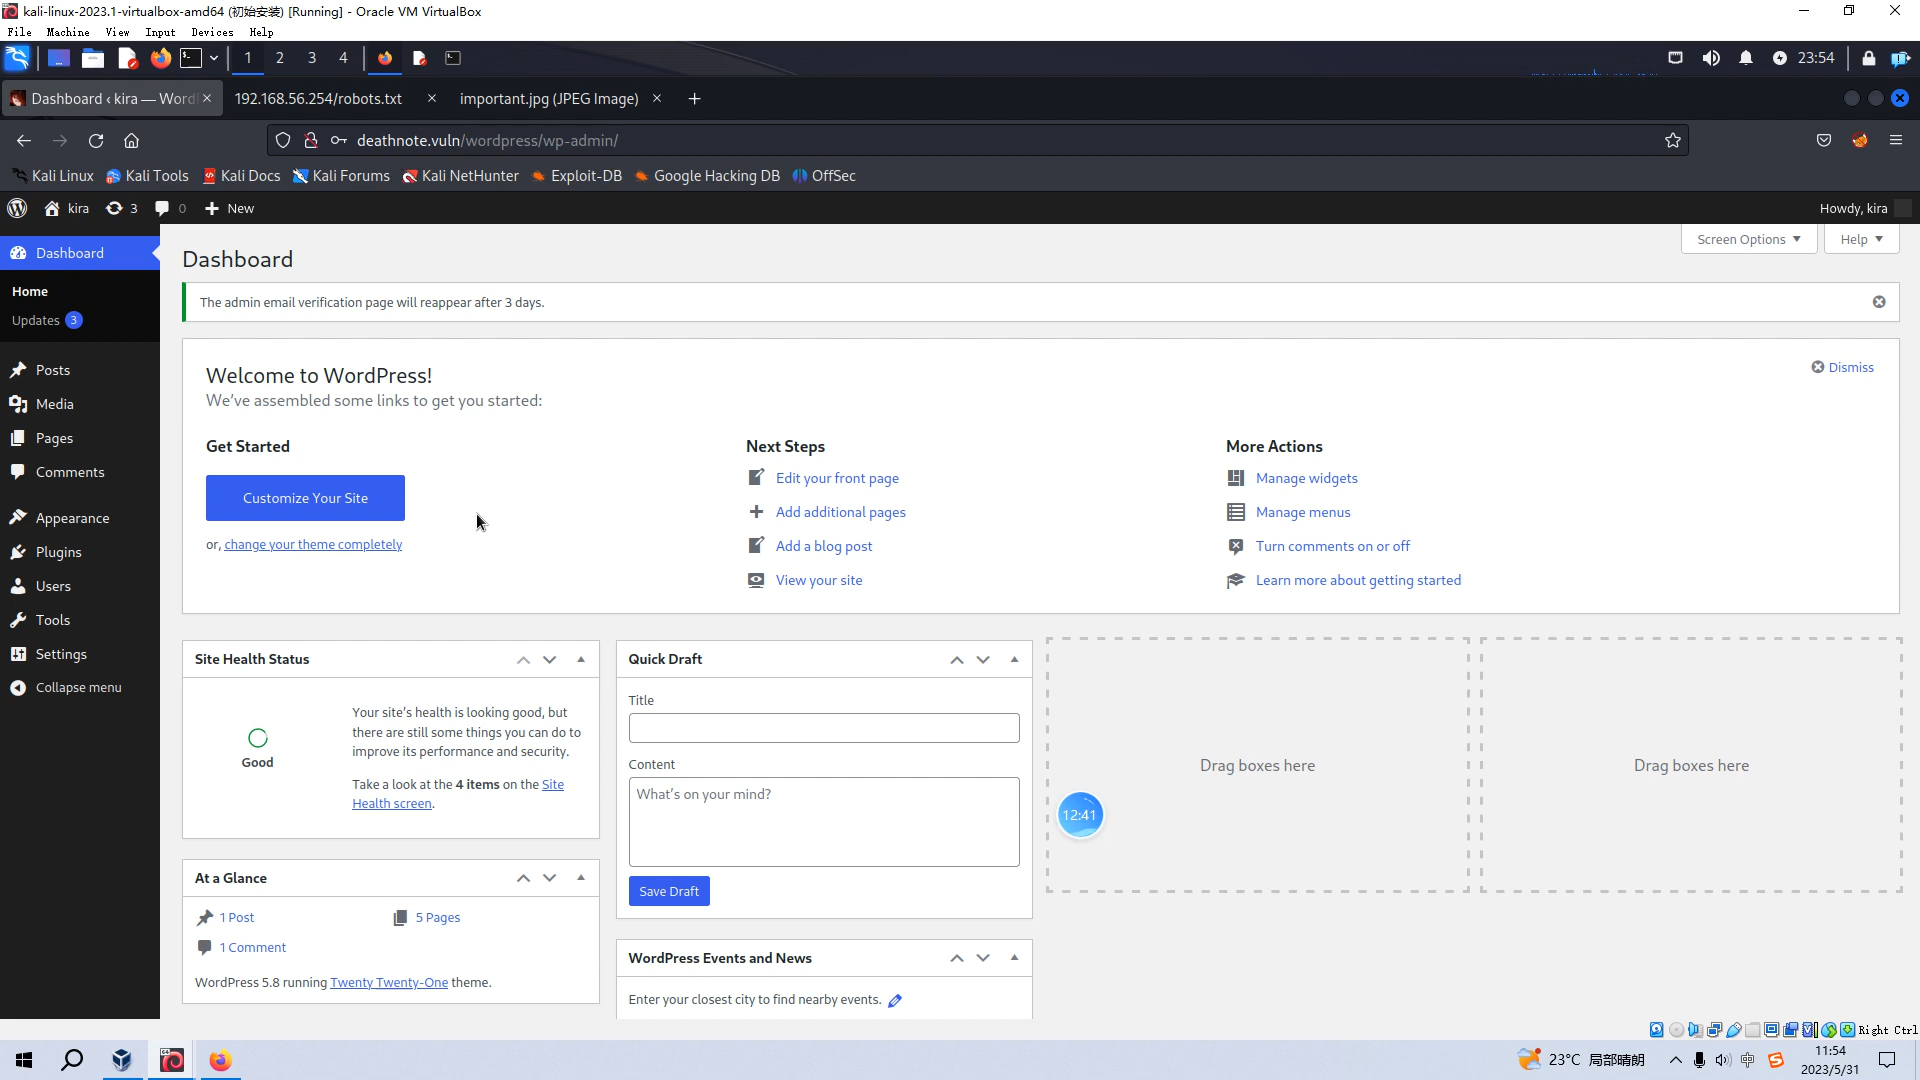 kali-linux-2023.1-virtualbox-amd64 (初始安装) [Running] - Oracle VM VirtualBox
File Machine View Input Devices Help
1 2 3 4 23:54
Dashboard ‹ kira — WordP 192.168.56.254/robots.txt important.jpg (JPEG Image)
deathnote.vuln/wordpress/wp-admin/
Kali Linux Kali Tools Kali Docs Kali Forums Kali NetHunter Exploit-DB Google Hacking DB OffSec
kira 3 0 New Howdy, kira
Screen Options Help
Dashboard
Home
Updates 3
Posts
Media
Pages
Comments
Appearance
Plugins
Users
Tools
Settings
Collapse menu
Dashboard
The admin email verification page will reappear after 3 days.
Dismiss
Welcome to WordPress!
We've assembled some links to get you started:
Get Started
Customize Your Site
or, change your theme completely
Next Steps
Edit your front page
Add additional pages
Add a blog post
View your site
More Actions
Manage widgets
Manage menus
Turn comments on or off
Learn more about getting started
Site Health Status
Good
Your site's health is looking good, but
there are still some things you can do to
improve its performance and security.
Take a look at the 4 items on the Site
Health screen.
At a Glance
1 Post 5 Pages
1 Comment
WordPress 5.8 running Twenty Twenty-One theme.
Quick Draft
Title
Content
What's on your mind?
Save Draft
WordPress Events and News
Enter your closest city to find nearby events.
Drag boxes here
Drag boxes here
12:41
Right Ctrl
23°C 局部晴朗 中 11:54
2023/5/31